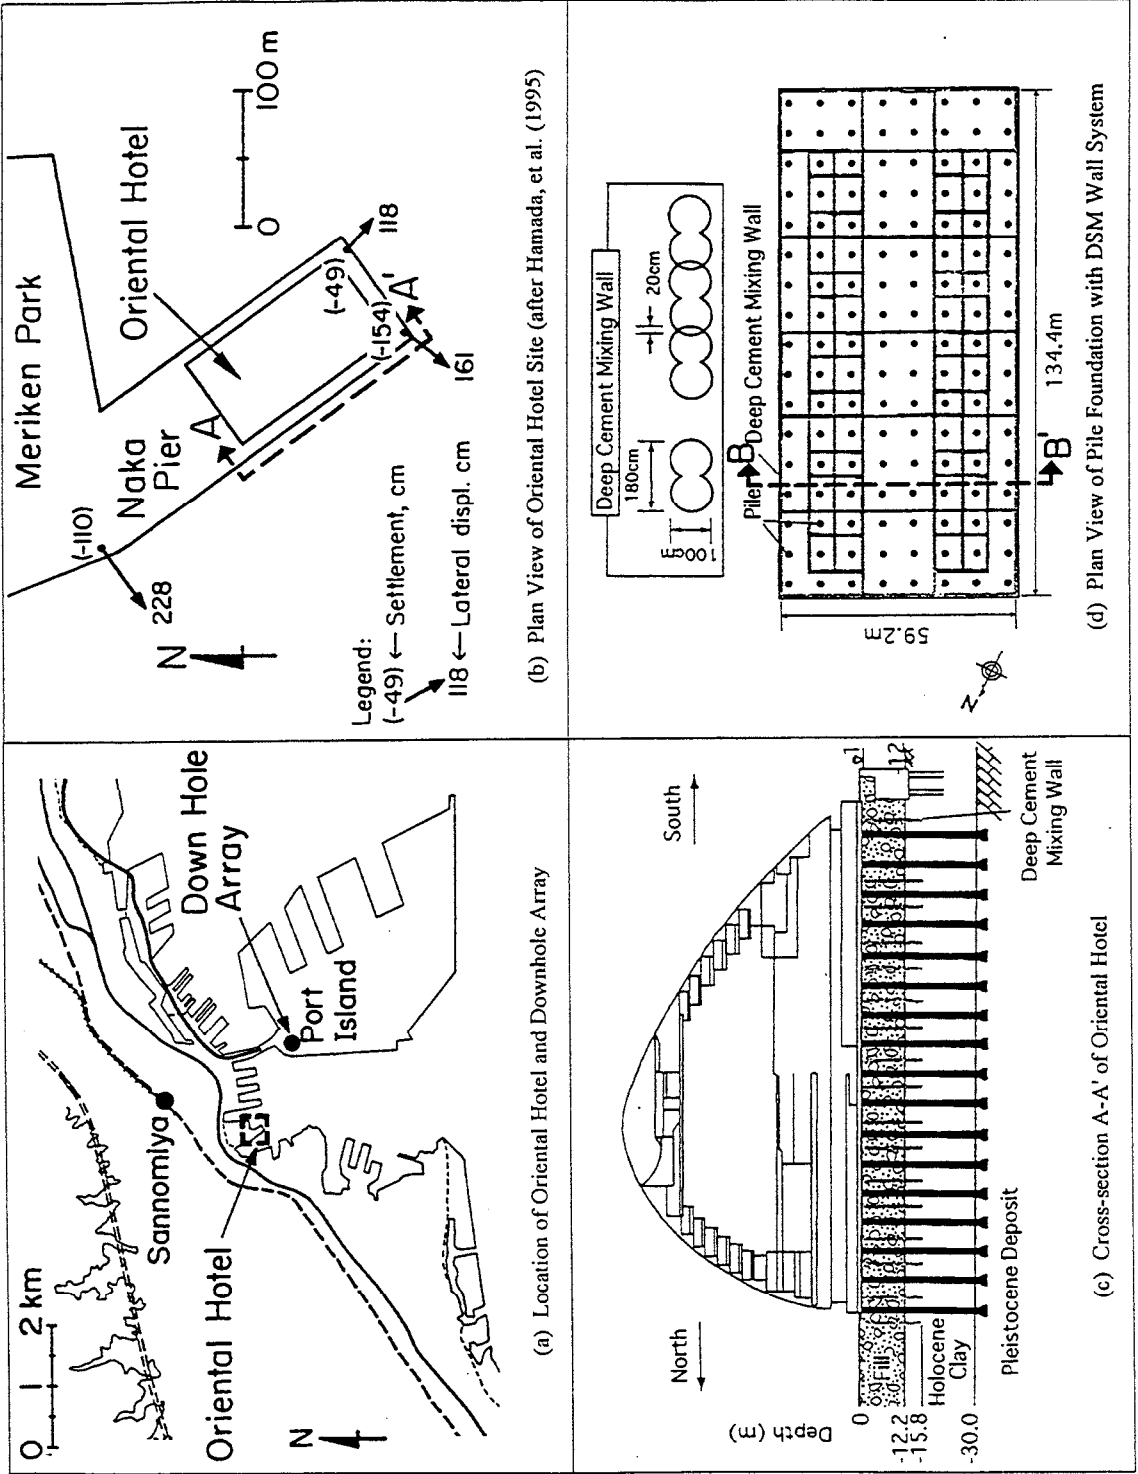 0 1 2 km
Sannomiya
Oriental Hotel
N
Down Hole
Array
Port
Island
(a) Location of Oriental Hotel and Downhole Array
Meriken Park
Naka
Pier
Oriental Hotel
(-110)
228
N
A
A'
(-49)
118
(-154)
161
0 100 m
Legend:
(-49) ← Settlement, cm
118 ← Lateral displ. cm
(b) Plan View of Oriental Hotel Site (after Hamada, et al. (1995)
North
South
Depth (m)
0
-12.2
-15.8
-30.0
Fill
Holocene
Clay
Pleistocene Deposit
12
Deep Cement
Mixing Wall
(c) Cross-section A-A' of Oriental Hotel
Deep Cement Mixing Wall
180cm
20cm
100cm
Piler
B
Deep Cement Mixing Wall
B'
59.2m
134.4m
N
(d) Plan View of Pile Foundation with DSM Wall System